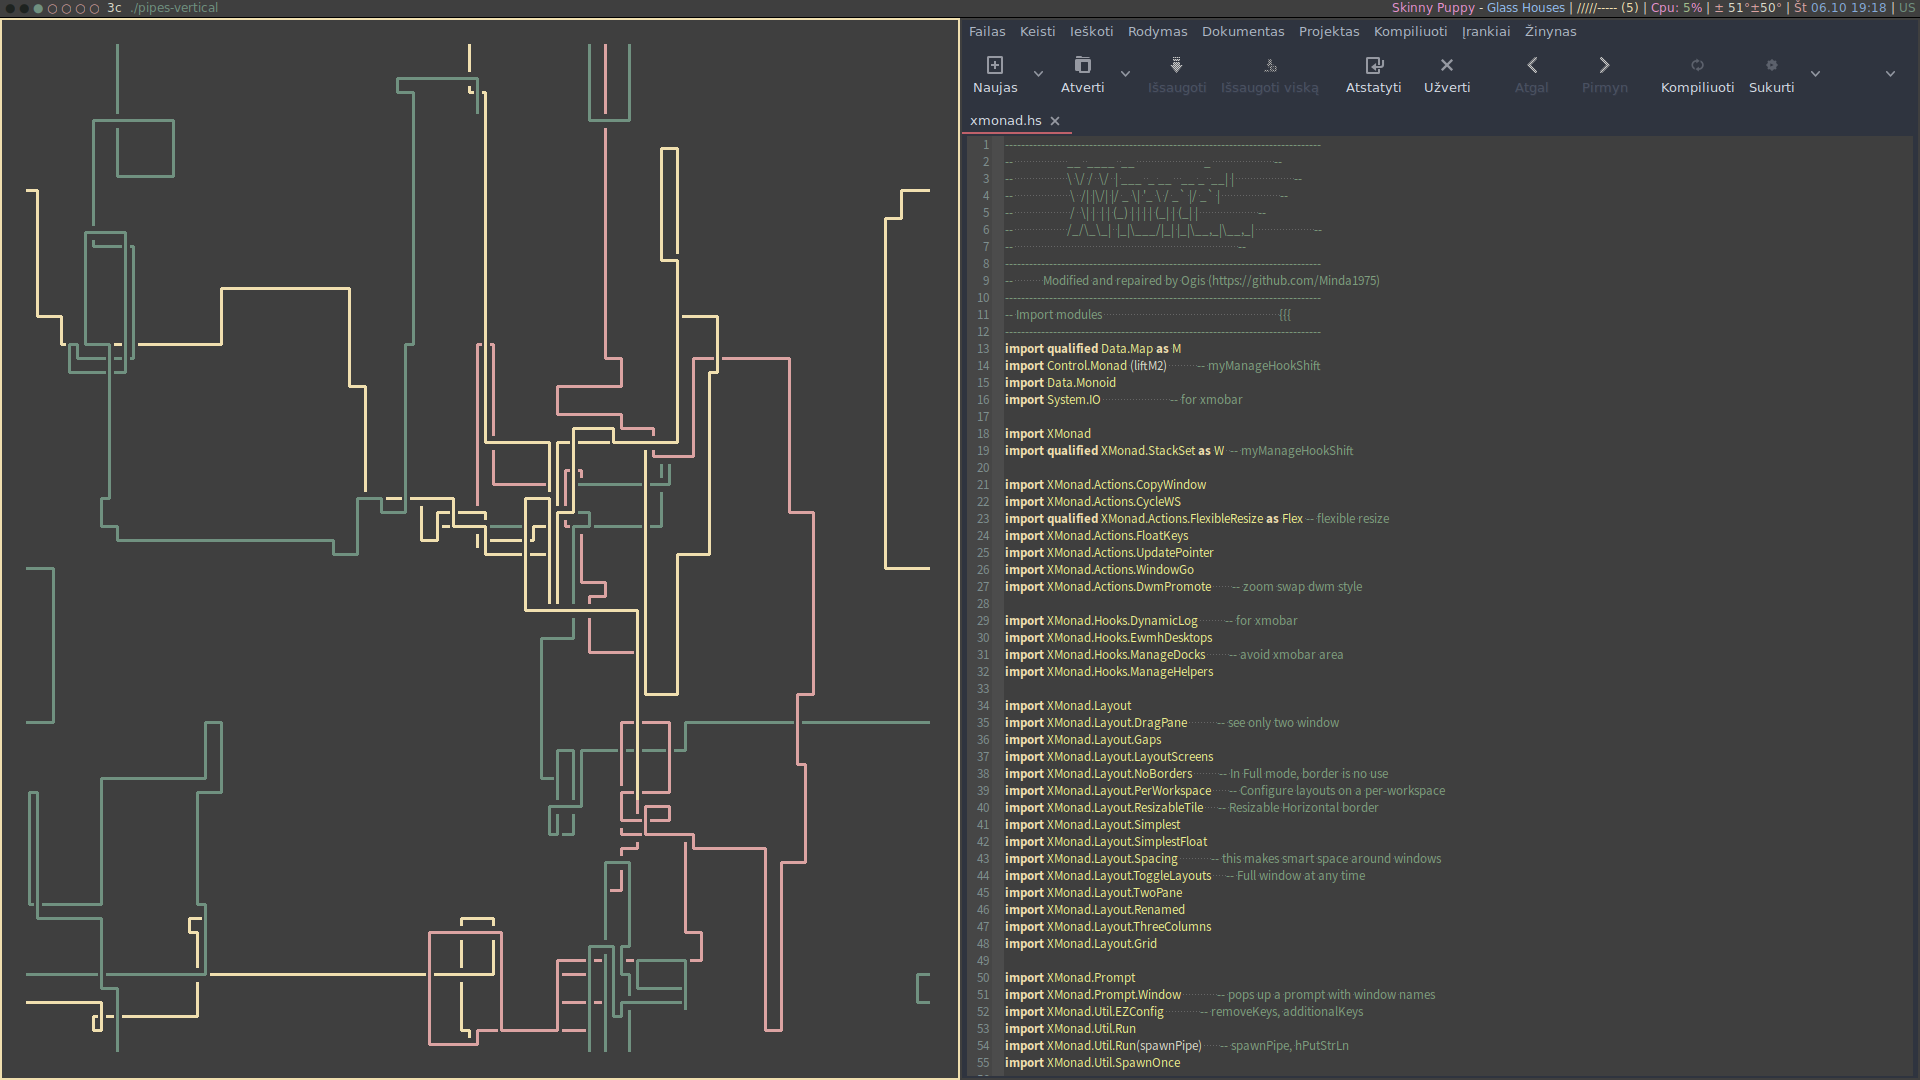 3c ./pipes-vertical
Skinny Puppy - Glass Houses | /////----- (5) | Cpu: 5% | ± 51°±50° | Št 06.10 19:18 | US
Failas Keisti Ieškoti Rodymas Dokumentas Projektas Kompiliuoti Įrankiai Žinynas
Naujas Atverti Išsaugoti Išsaugoti viską Atstatyti Užverti Atgal Pirmyn Kompiliuoti Sukurti
xmonad.hs
1
2
3
4
5
6
7
8
9 -- Modified and repaired by Ogis (https://github.com/Minda1975)
10
11 -- Import modules {{{
12
13 import qualified Data.Map as M
14 import Control.Monad (liftM2) -- myManageHookShift
15 import Data.Monoid
16 import System.IO -- for xmobar
17
18 import XMonad
19 import qualified XMonad.StackSet as W -- myManageHookShift
20
21 import XMonad.Actions.CopyWindow
22 import XMonad.Actions.CycleWS
23 import qualified XMonad.Actions.FlexibleResize as Flex -- flexible resize
24 import XMonad.Actions.FloatKeys
25 import XMonad.Actions.UpdatePointer
26 import XMonad.Actions.WindowGo
27 import XMonad.Actions.DwmPromote -- zoom swap dwm style
28
29 import XMonad.Hooks.DynamicLog -- for xmobar
30 import XMonad.Hooks.EwmhDesktops
31 import XMonad.Hooks.ManageDocks -- avoid xmobar area
32 import XMonad.Hooks.ManageHelpers
33
34 import XMonad.Layout
35 import XMonad.Layout.DragPane -- see only two window
36 import XMonad.Layout.Gaps
37 import XMonad.Layout.LayoutScreens
38 import XMonad.Layout.NoBorders -- In Full mode, border is no use
39 import XMonad.Layout.PerWorkspace -- Configure layouts on a per-workspace
40 import XMonad.Layout.ResizableTile -- Resizable Horizontal border
41 import XMonad.Layout.Simplest
42 import XMonad.Layout.SimplestFloat
43 import XMonad.Layout.Spacing -- this makes smart space around windows
44 import XMonad.Layout.ToggleLayouts -- Full window at any time
45 import XMonad.Layout.TwoPane
46 import XMonad.Layout.Renamed
47 import XMonad.Layout.ThreeColumns
48 import XMonad.Layout.Grid
49
50 import XMonad.Prompt
51 import XMonad.Prompt.Window -- pops up a prompt with window names
52 import XMonad.Util.EZConfig -- removeKeys, additionalKeys
53 import XMonad.Util.Run
54 import XMonad.Util.Run(spawnPipe) -- spawnPipe, hPutStrLn
55 import XMonad.Util.SpawnOnce